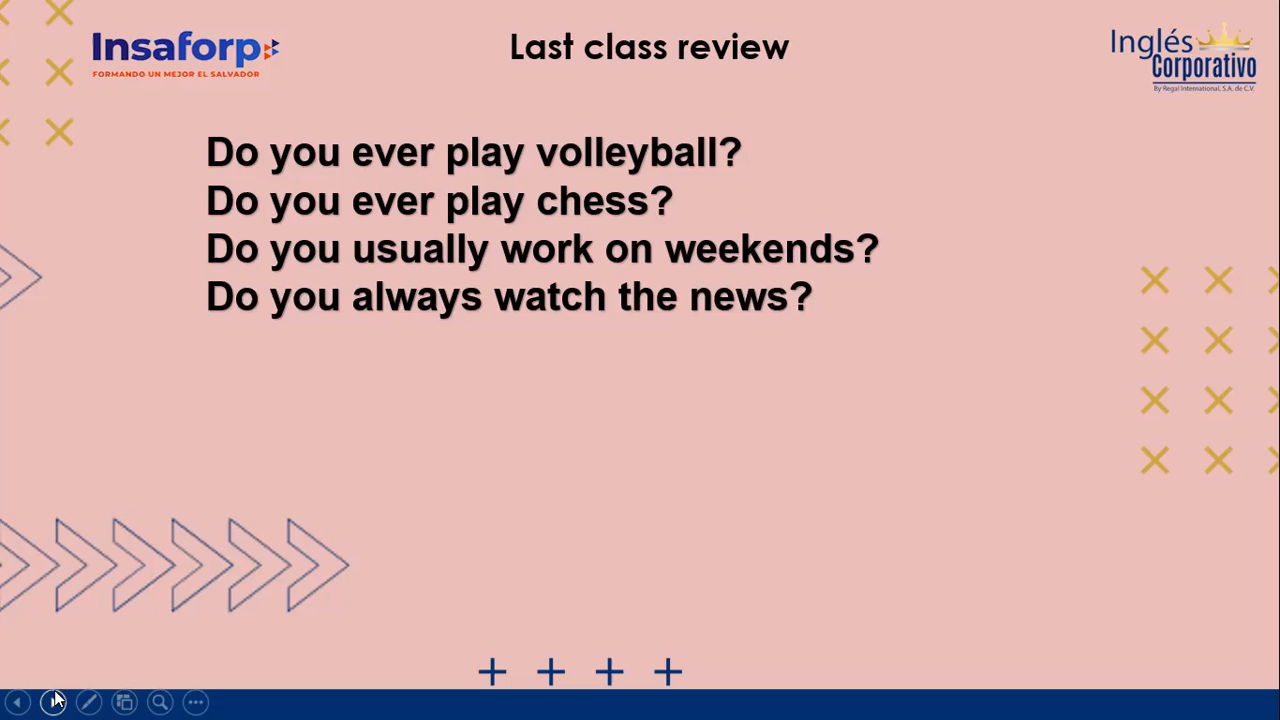 Insaforp
FORMANDO UN MEJOR EL SALVADOR
Last class review
Inglés
Corporativo
By Regal International, S.A. de C.V.
Do you ever play volleyball?
Do you ever play chess?
Do you usually work on weekends?
Do you always watch the news?